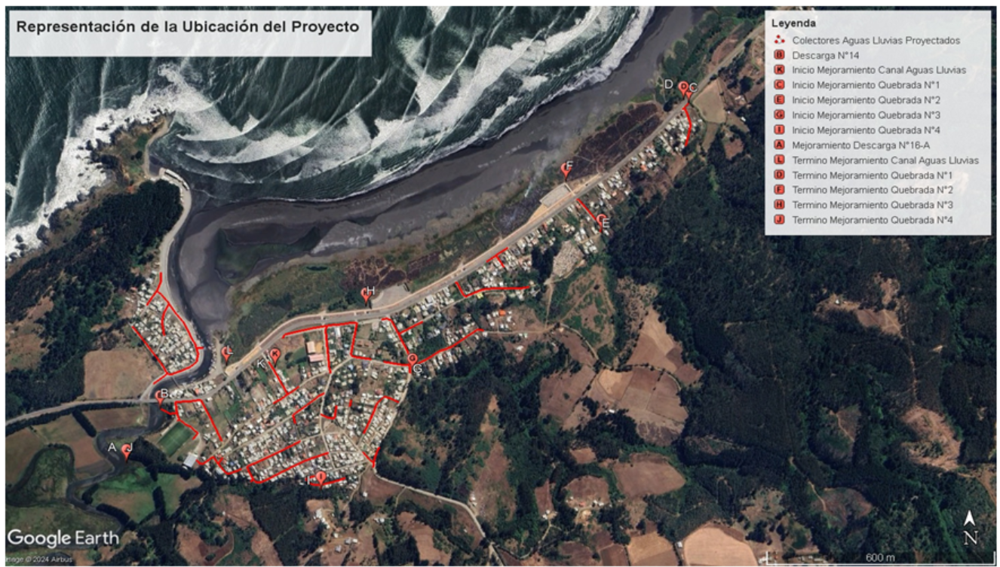 Representación de la Ubicación del Proyecto
Leyenda
Colectores Aguas Lluvias Proyectados
B Descarga N°14
K Inicio Mejoramiento Canal Aguas Lluvias
C Inicio Mejoramiento Quebrada N°1
E Inicio Mejoramiento Quebrada N°2
G Inicio Mejoramiento Quebrada N°3
I Inicio Mejoramiento Quebrada N°4
A Mejoramiento Descarga N°16-A
L Termino Mejoramiento Canal Aguas Lluvias
D Termino Mejoramiento Quebrada N°1
F Termino Mejoramiento Quebrada N°2
H Termino Mejoramiento Quebrada N°3
J Termino Mejoramiento Quebrada N°4
D D C
F
E
H
L
K K
G
G
B
A J
I I
Google Earth
Image © 2024 Airbus
N
600 m